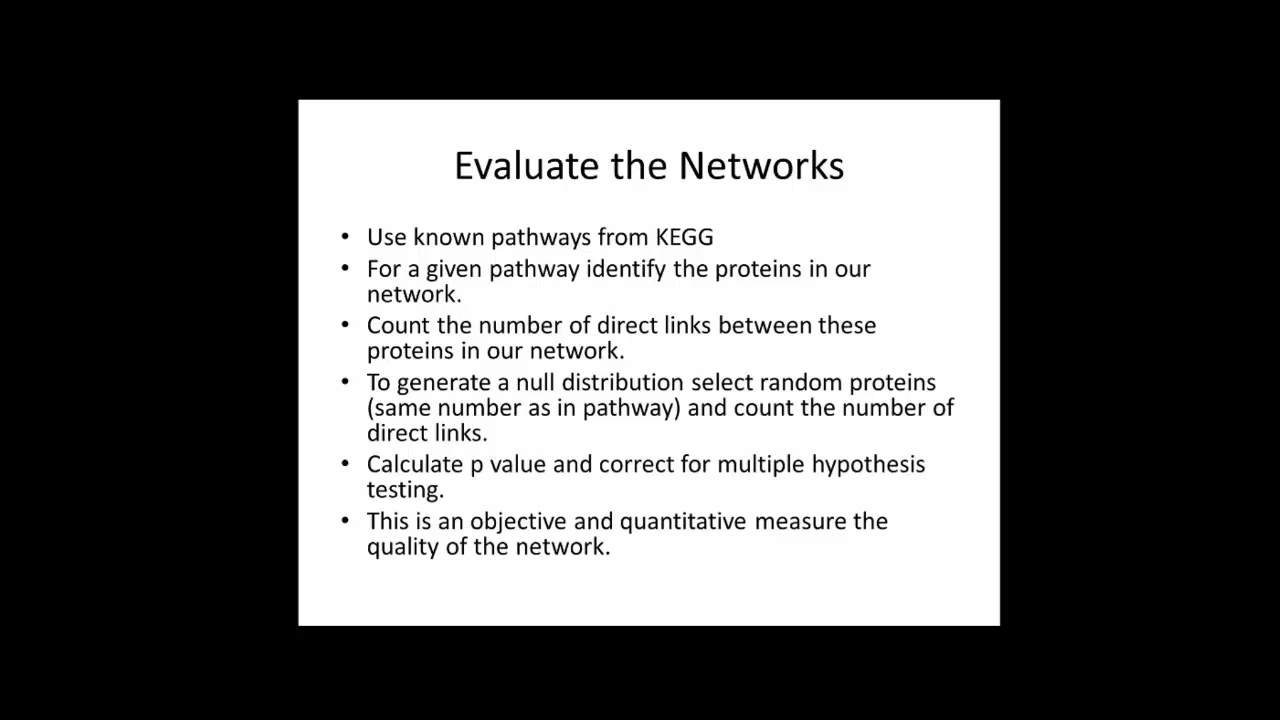 Evaluate the Networks
• Use known pathways from KEGG
• For a given pathway identify the proteins in our
network.
• Count the number of direct links between these
proteins in our network.
• To generate a null distribution select random proteins
(same number as in pathway) and count the number of
direct links.
• Calculate p value and correct for multiple hypothesis
testing.
• This is an objective and quantitative measure the
quality of the network.